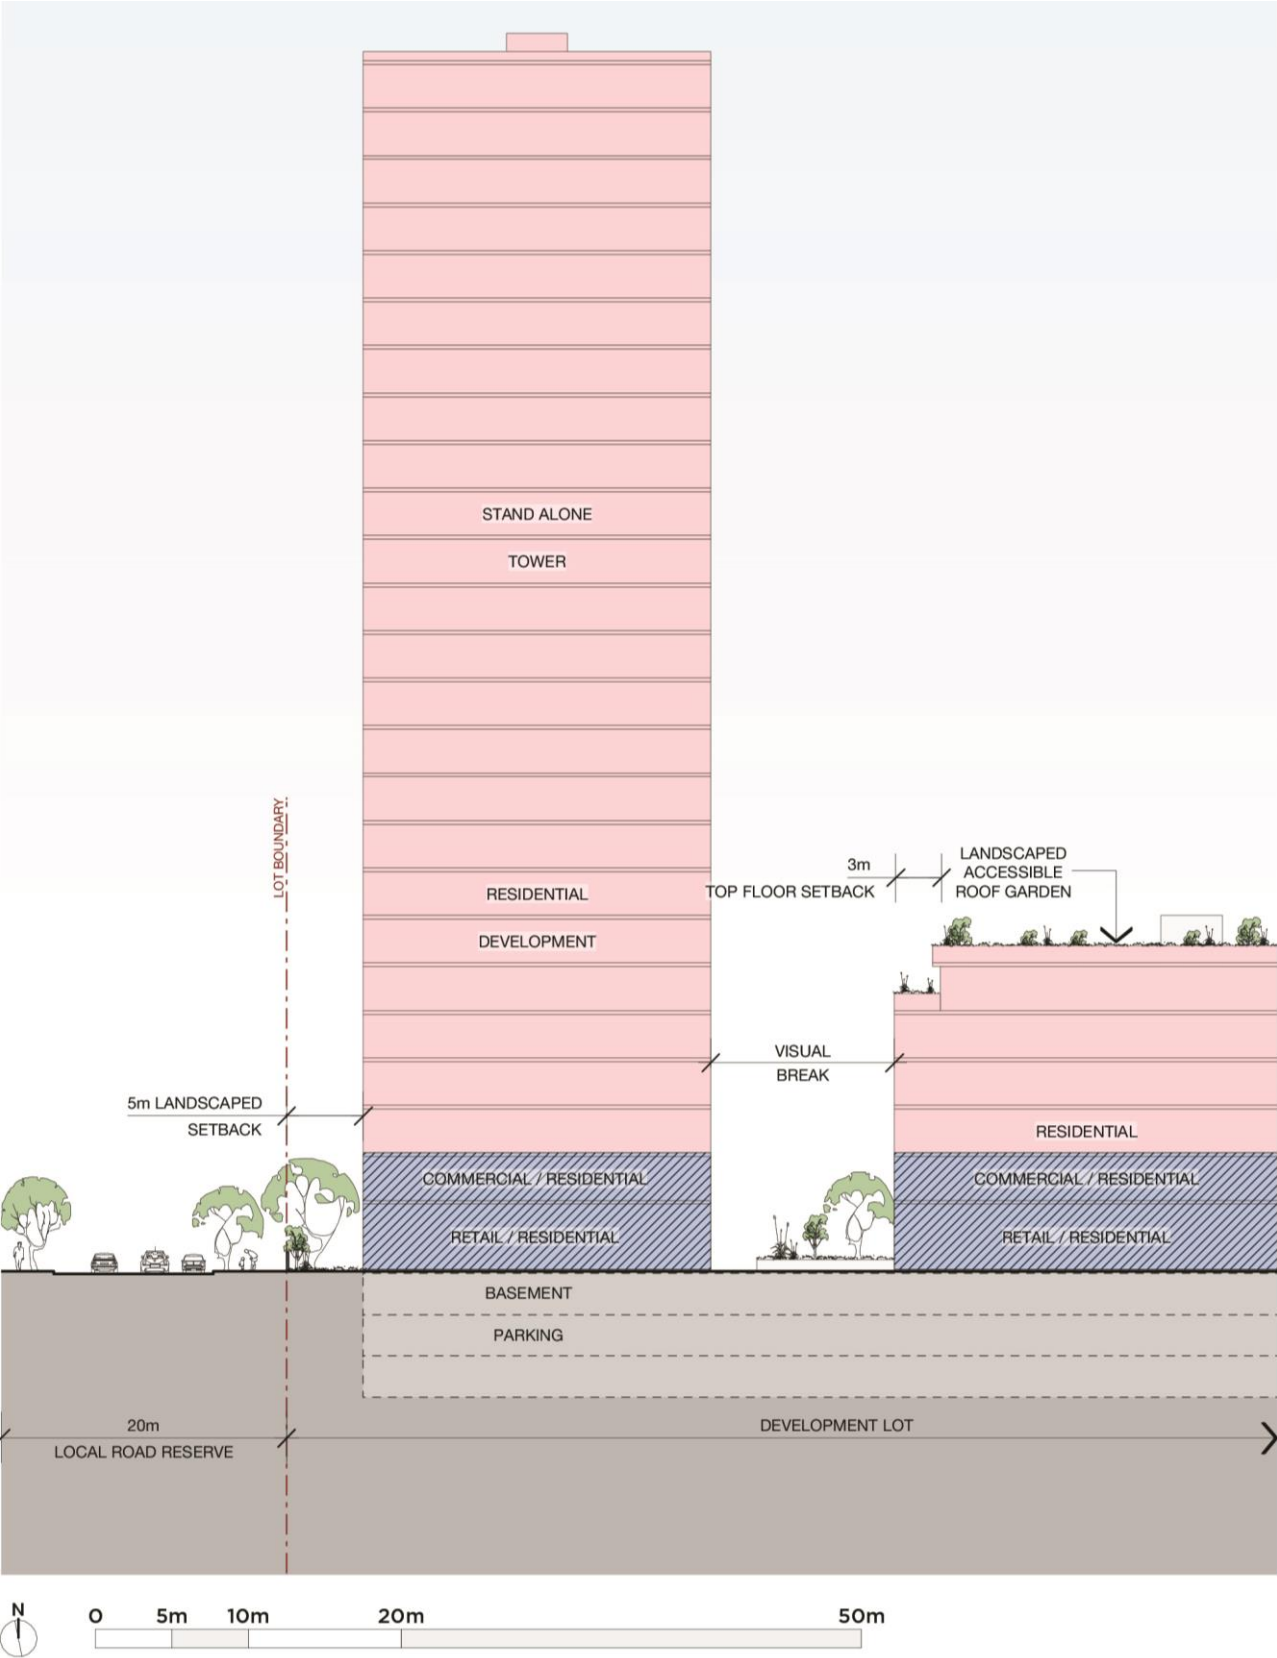 STAND ALONE
TOWER
LOT BOUNDARY
RESIDENTIAL
DEVELOPMENT
3m
TOP FLOOR SETBACK
LANDSCAPED
ACCESSIBLE
ROOF GARDEN
VISUAL
BREAK
5m LANDSCAPED
SETBACK
RESIDENTIAL
COMMERCIAL / RESIDENTIAL
COMMERCIAL / RESIDENTIAL
RETAIL / RESIDENTIAL
RETAIL / RESIDENTIAL
BASEMENT
PARKING
20m
LOCAL ROAD RESERVE
DEVELOPMENT LOT
N
0 5m 10m 20m 50m